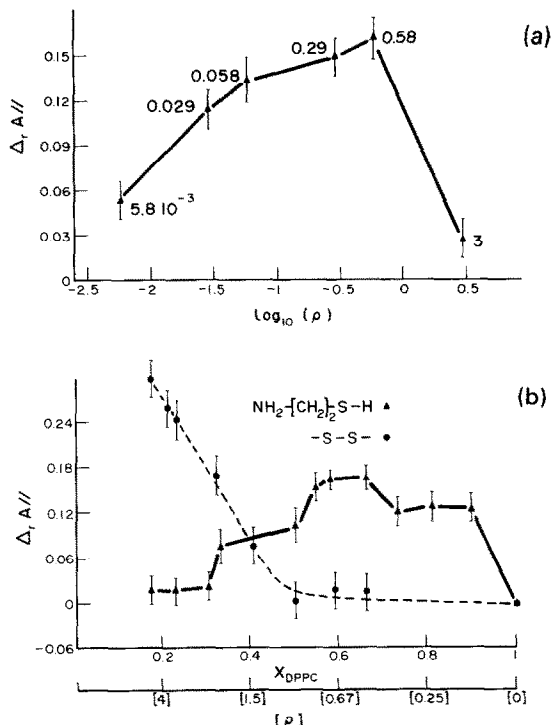 (a)
Δr A//
0.15
0.12
0.09
0.06
0.03
0
5.8 10⁻³
0.029
0.058
0.29
0.58
3
-2.5 -2 -1.5 -1 -0.5 0 0.5
Log₁₀ (ρ)
(b)
NH₂-[CH₂]₂-S-H ▲
-S-S- ●
Δr A//
0.24
0.18
0.12
0.06
0
-0.06
0.2 0.4 0.6 0.8 1
X_DPPC
[4] [1.5] [0.67] [0.25] [0]
[ρ]